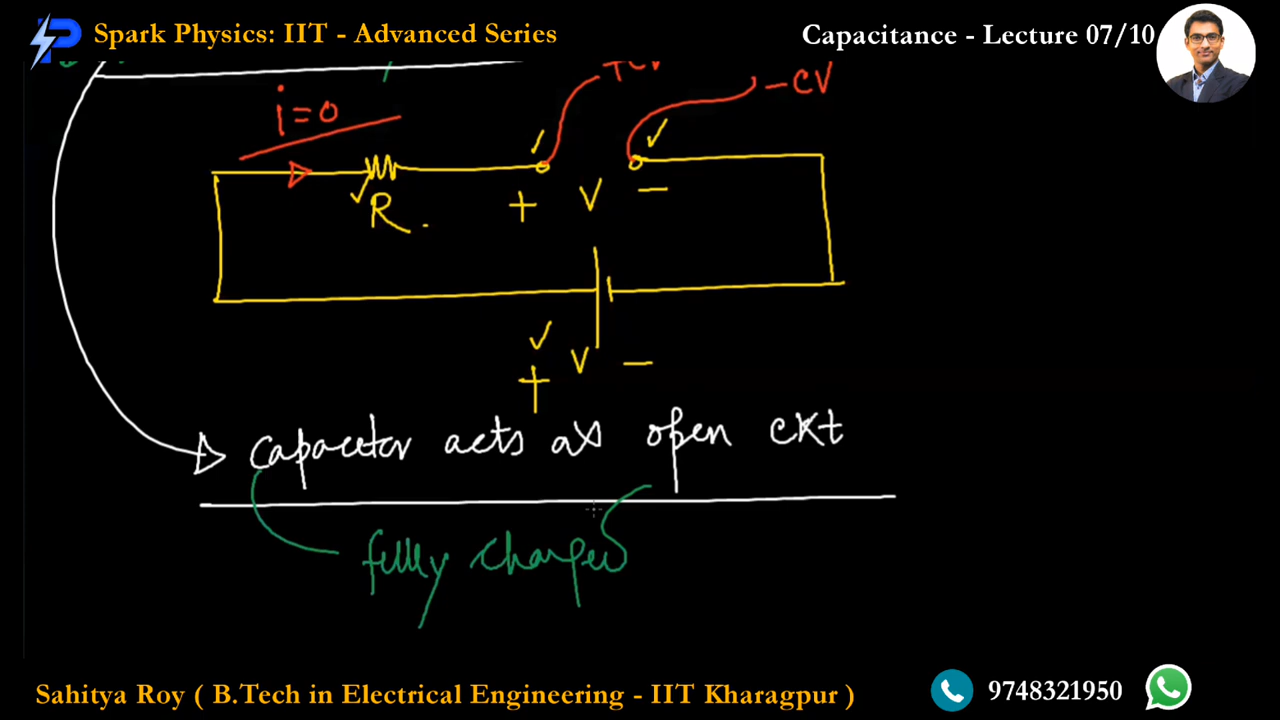 Spark Physics: IIT - Advanced Series
Capacitance - Lecture 07/10
+CV
-CV
i=0
R.
+ V -
V -
+
capacitor acts as open ckt
fully charged
Sahitya Roy ( B.Tech in Electrical Engineering - IIT Kharagpur )
9748321950